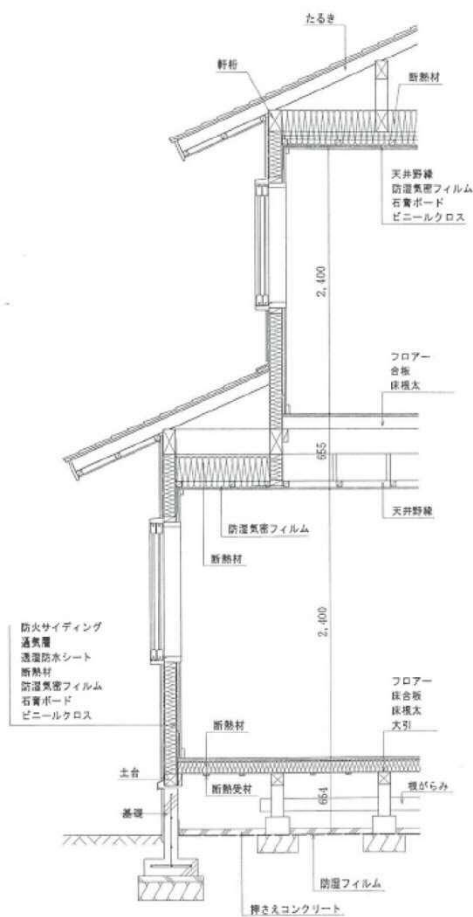 たるき
軒桁
断熱材
天井野縁
防湿気密フィルム
石膏ボード
ビニールクロス
2,400
フロアー
合板
床根太
655
天井野縁
防湿気密フィルム
断熱材
2,400
防火サイディング
通気層
透湿防水シート
断熱材
防湿気密フィルム
石膏ボード
ビニールクロス
フロアー
床合板
床根太
大引
断熱材
土台
断熱受材
654
根がらみ
基礎
防湿フィルム
押さえコンクリート